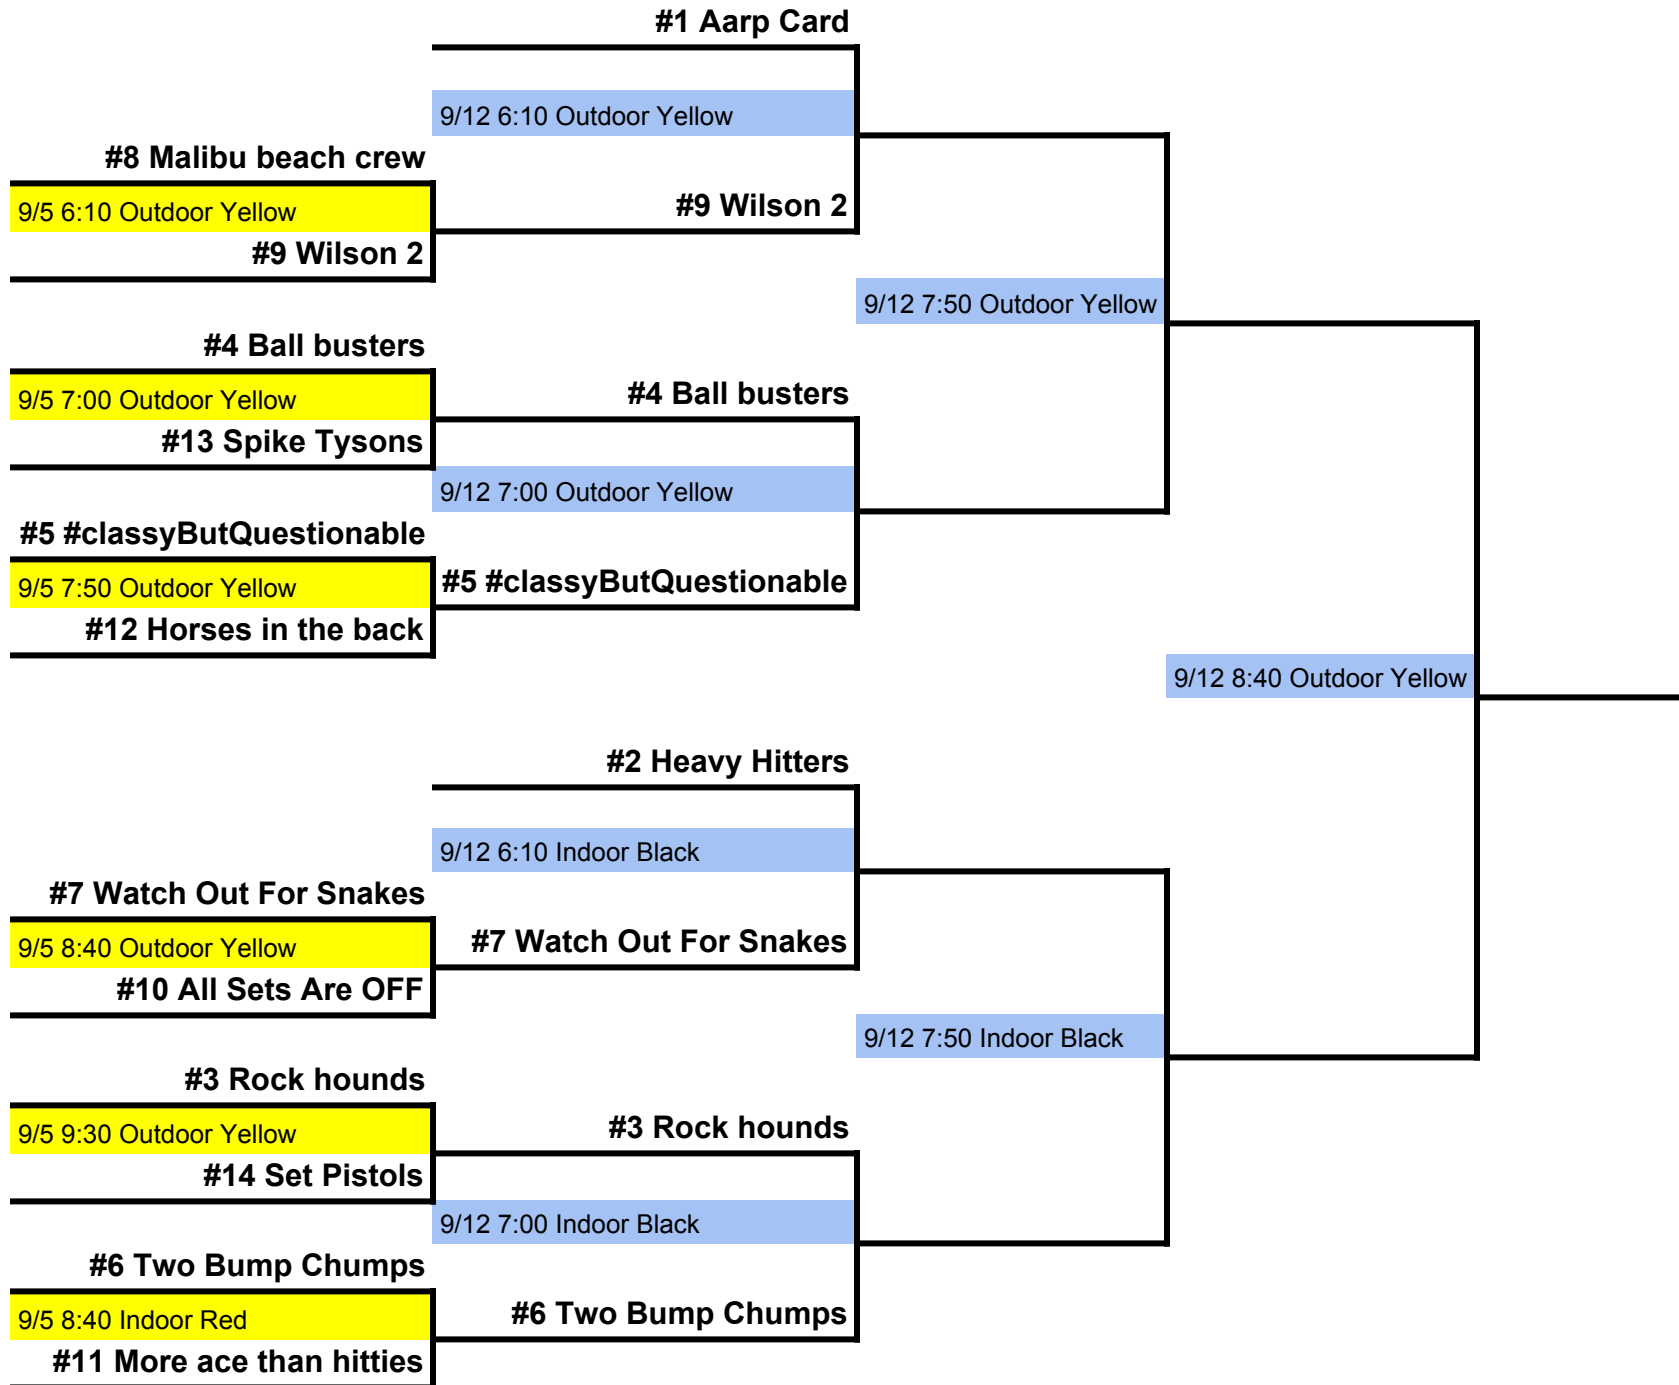 #1 Aarp Card
9/12 6:10 Outdoor Yellow
#8 Malibu beach crew
9/5 6:10 Outdoor Yellow
#9 Wilson 2
#9 Wilson 2
9/12 7:50 Outdoor Yellow
#4 Ball busters
9/5 7:00 Outdoor Yellow
#4 Ball busters
#13 Spike Tysons
9/12 7:00 Outdoor Yellow
#5 #classyButQuestionable
9/5 7:50 Outdoor Yellow
#5 #classyButQuestionable
#12 Horses in the back
9/12 8:40 Outdoor Yellow
#2 Heavy Hitters
9/12 6:10 Indoor Black
#7 Watch Out For Snakes
9/5 8:40 Outdoor Yellow
#7 Watch Out For Snakes
#10 All Sets Are OFF
9/12 7:50 Indoor Black
#3 Rock hounds
9/5 9:30 Outdoor Yellow
#3 Rock hounds
#14 Set Pistols
9/12 7:00 Indoor Black
#6 Two Bump Chumps
9/5 8:40 Indoor Red
#6 Two Bump Chumps
#11 More ace than hitties